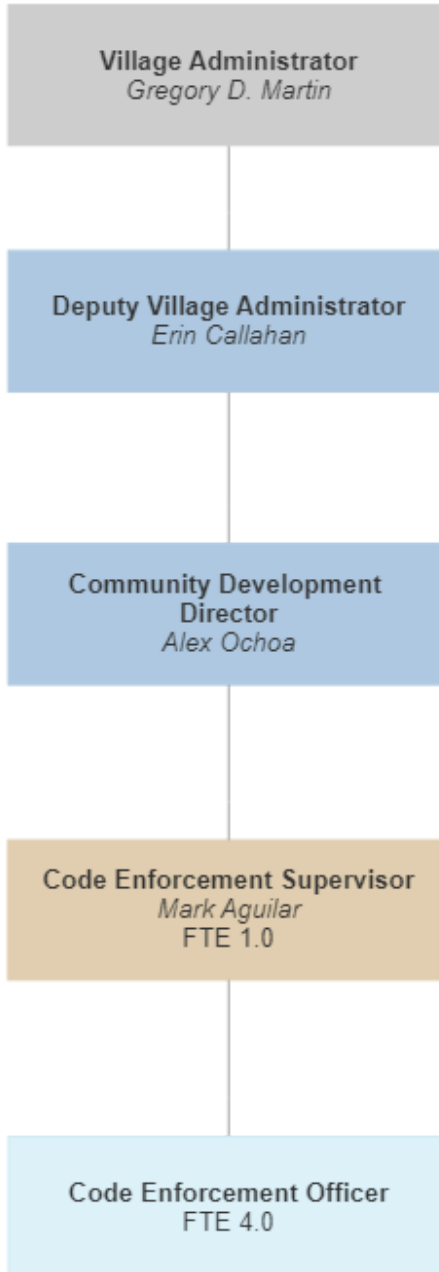 Village Administrator
Gregory D. Martin
Deputy Village Administrator
Erin Callahan
Community Development
Director
Alex Ochoa
Code Enforcement Supervisor
Mark Aguilar
FTE 1.0
Code Enforcement Officer
FTE 4.0